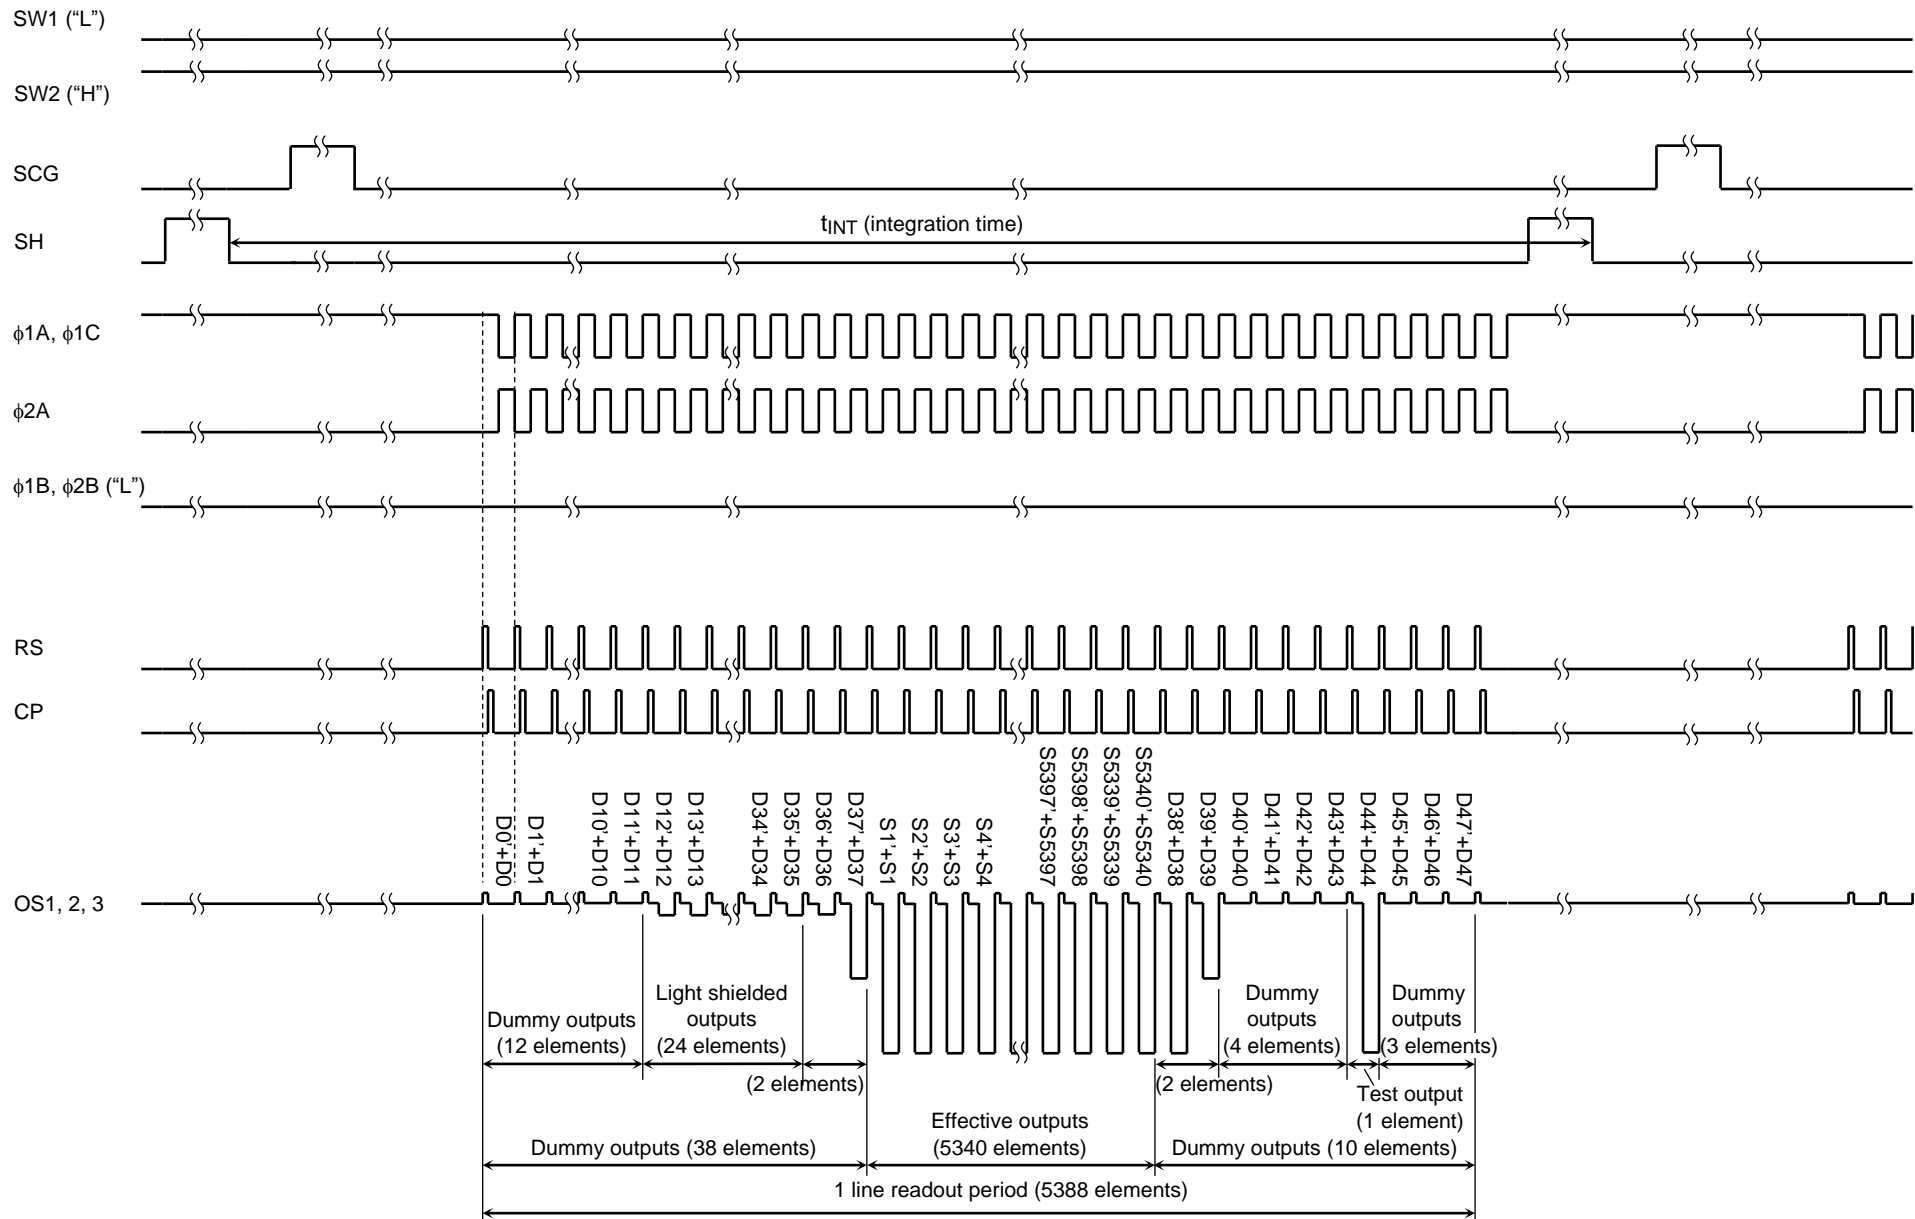 SW1 (“L”)
SW2 (“H”)
SCG
SH
tINT (integration time)
ϕ1A, ϕ1C
ϕ2A
ϕ1B, ϕ2B (“L”)
RS
CP
OS1, 2, 3
D0’+D0
D1’+D1
D10’+D10
D11’+D11
D12’+D12
D13’+D13
D34’+D34
D35’+D35
D36’+D36
D37’+D37
S1’+S1
S2’+S2
S3’+S3
S4’+S4
S5397’+S5397
S5398’+S5398
S5339’+S5339
S5340’+S5340
D38’+D38
D39’+D39
D40’+D40
D41’+D41
D42’+D42
D43’+D43
D44’+D44
D45’+D45
D46’+D46
D47’+D47
Dummy outputs
(12 elements)
Light shielded
outputs
(24 elements)
(2 elements)
(2 elements)
Dummy
outputs
(4 elements)
Dummy
outputs
(3 elements)
Test output
(1 element)
Dummy outputs (38 elements)
Effective outputs
(5340 elements)
Dummy outputs (10 elements)
1 line readout period (5388 elements)